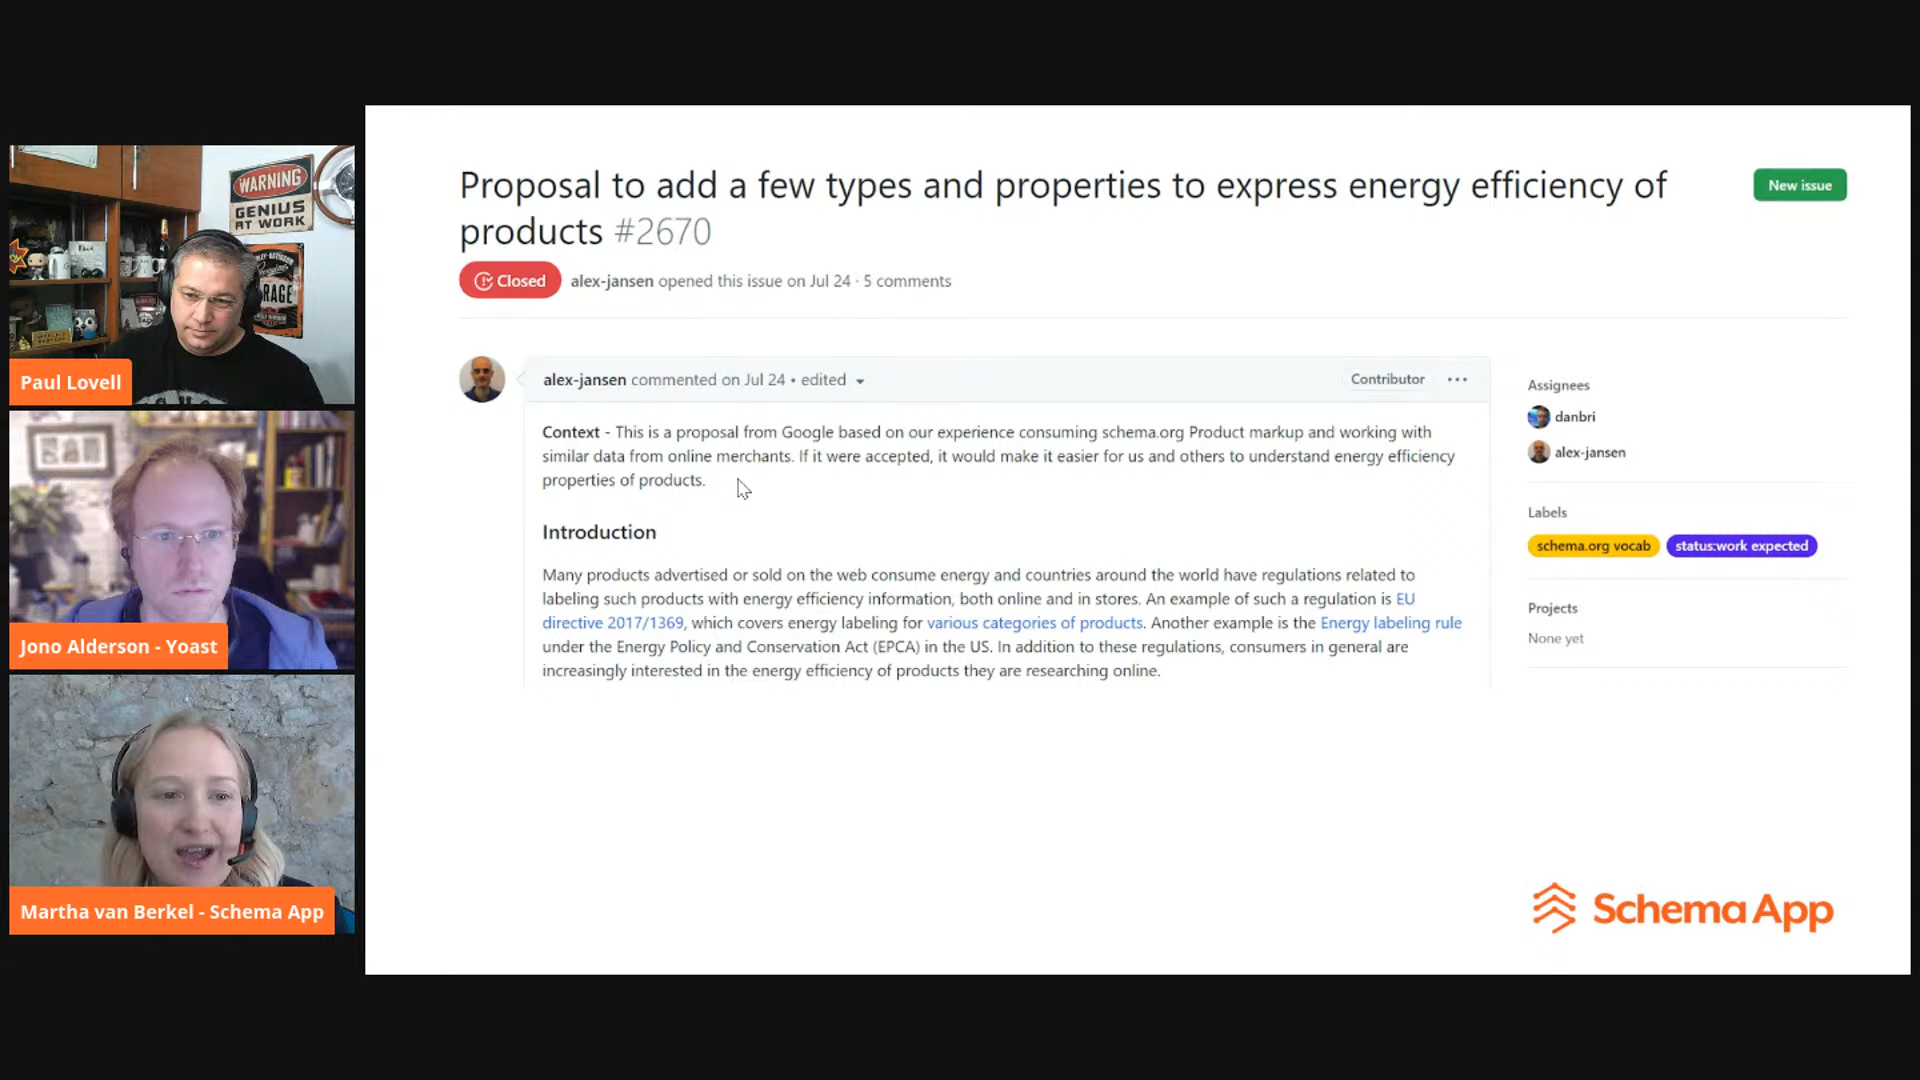 WARNING
GENIUS
AT WORK
Paul Lovell
Jono Alderson - Yoast
Martha van Berkel - Schema App
Proposal to add a few types and properties to express energy efficiency of
products #2670
New issue
Closed
alex-jansen opened this issue on Jul 24 · 5 comments
alex-jansen commented on Jul 24 • edited
Contributor
Context - This is a proposal from Google based on our experience consuming schema.org Product markup and working with
similar data from online merchants. If it were accepted, it would make it easier for us and others to understand energy efficiency
properties of products.
Introduction
Many products advertised or sold on the web consume energy and countries around the world have regulations related to
labeling such products with energy efficiency information, both online and in stores. An example of such a regulation is EU
directive 2017/1369, which covers energy labeling for various categories of products. Another example is the Energy labeling rule
under the Energy Policy and Conservation Act (EPCA) in the US. In addition to these regulations, consumers in general are
increasingly interested in the energy efficiency of products they are researching online.
Assignees
danbri
alex-jansen
Labels
schema.org vocab
status:work expected
Projects
None yet
Schema App